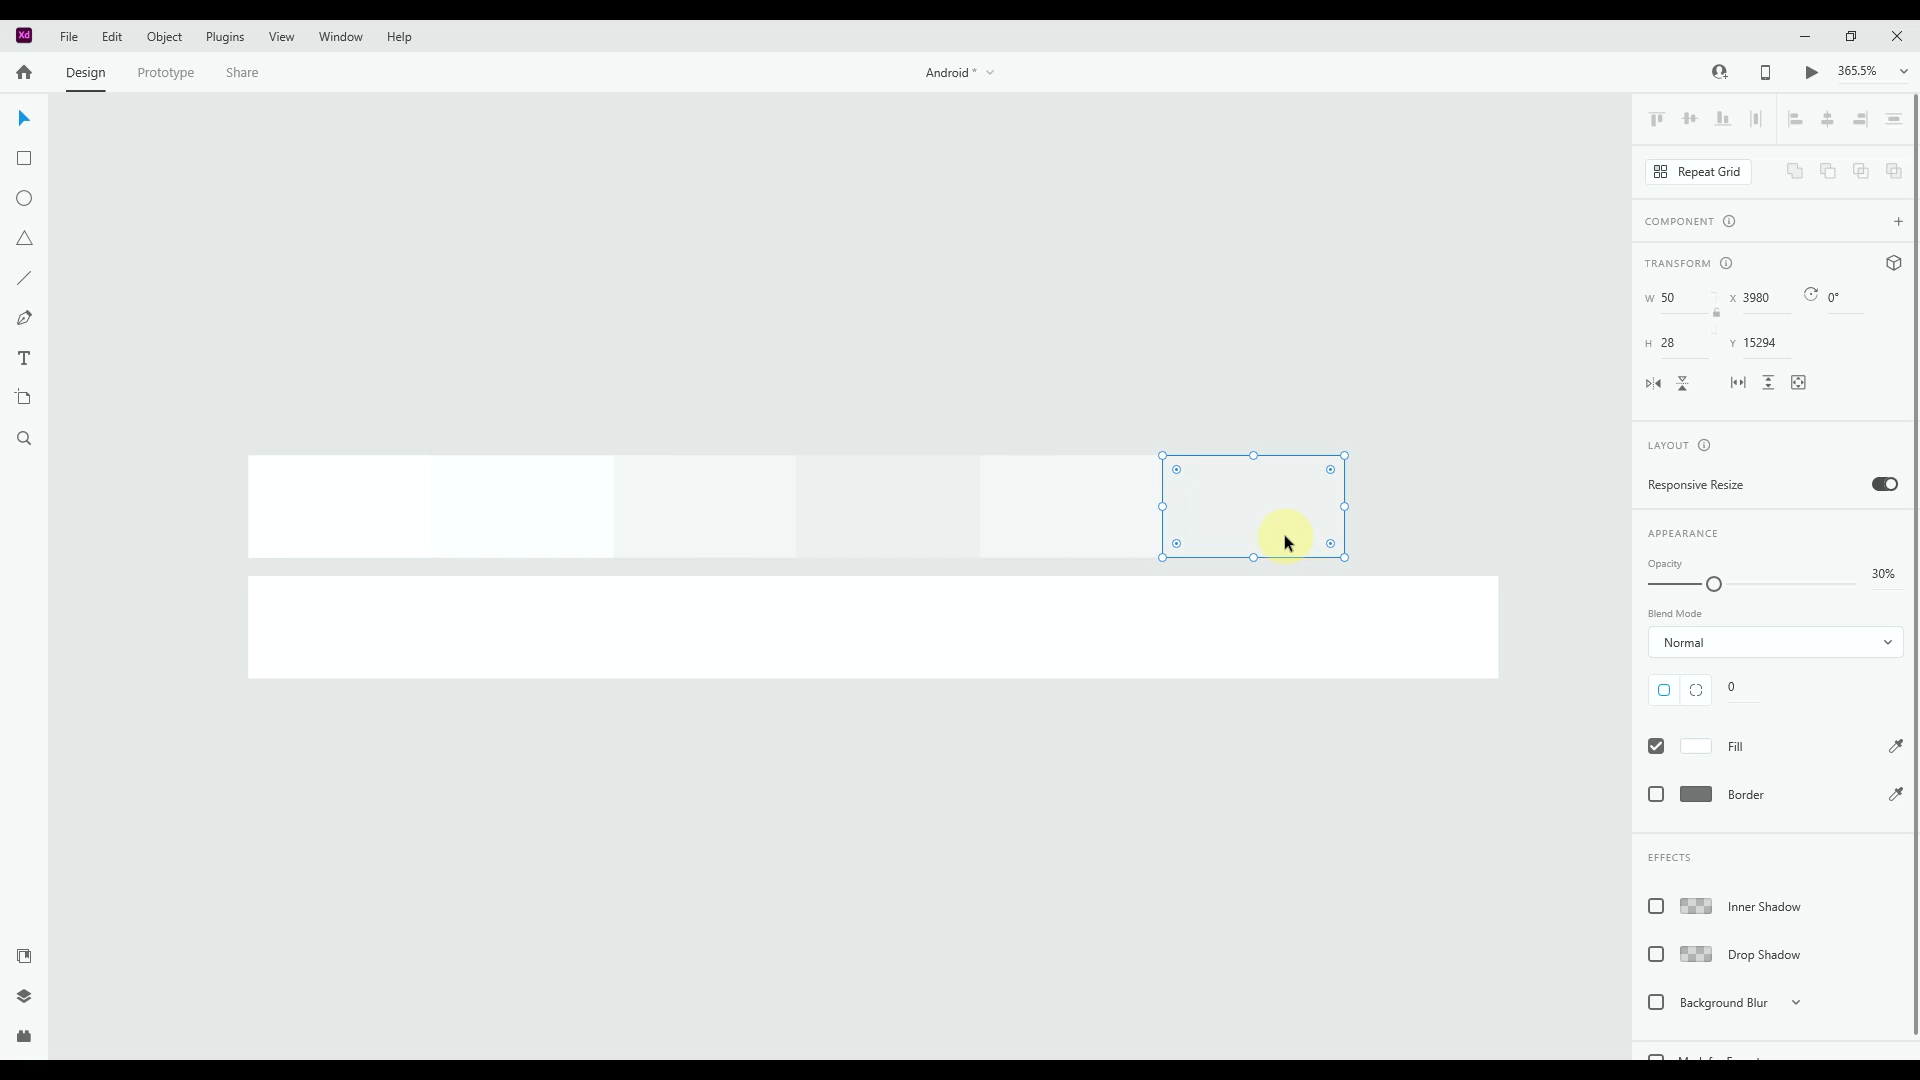 Xd File Edit Object Plugins View Window Help
Design Prototype Share Android * 365.5%
Repeat Grid
COMPONENT
TRANSFORM
W 50 X 3980 0°
H 28 Y 15294
LAYOUT
Responsive Resize
APPEARANCE
Opacity
30%
Blend Mode
Normal
0
Fill
Border
EFFECTS
Inner Shadow
Drop Shadow
Background Blur